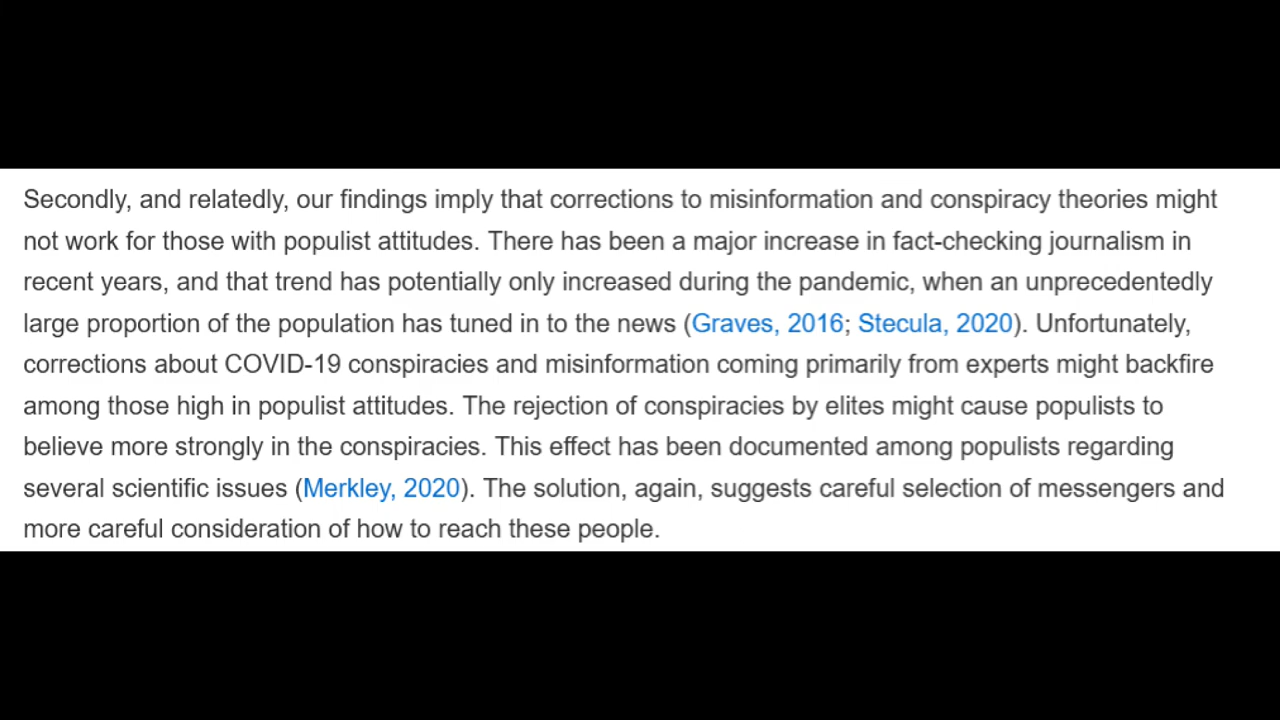 Secondly, and relatedly, our findings imply that corrections to misinformation and conspiracy theories might
not work for those with populist attitudes. There has been a major increase in fact-checking journalism in
recent years, and that trend has potentially only increased during the pandemic, when an unprecedentedly
large proportion of the population has tuned in to the news (Graves, 2016; Stecula, 2020). Unfortunately,
corrections about COVID-19 conspiracies and misinformation coming primarily from experts might backfire
among those high in populist attitudes. The rejection of conspiracies by elites might cause populists to
believe more strongly in the conspiracies. This effect has been documented among populists regarding
several scientific issues (Merkley, 2020). The solution, again, suggests careful selection of messengers and
more careful consideration of how to reach these people.